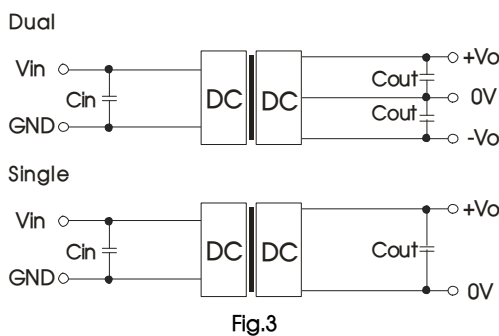 Dual
Vin
Cin
GND
DC DC
Cout
Cout
+Vo
0V
-Vo
Single
Vin
Cin
GND
DC DC
Cout
+Vo
0V
Fig.3